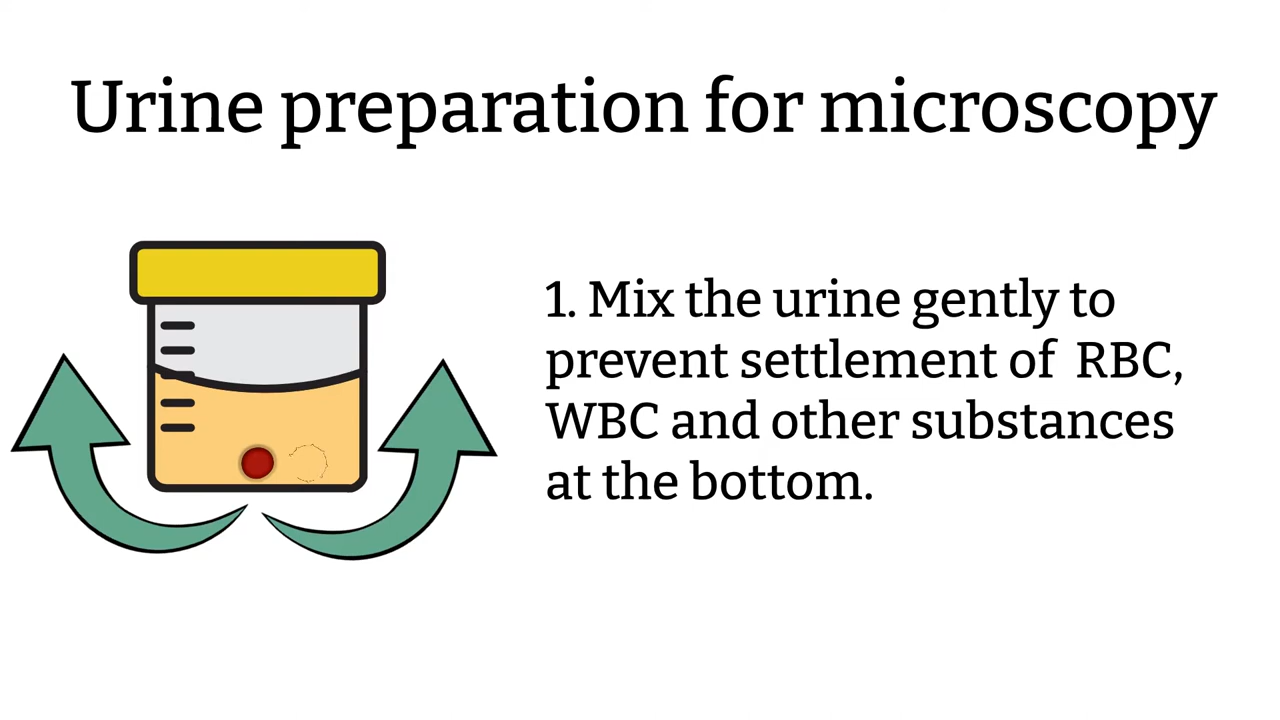 Urine preparation for microscopy
1. Mix the urine gently to
prevent settlement of RBC,
WBC and other substances
at the bottom.